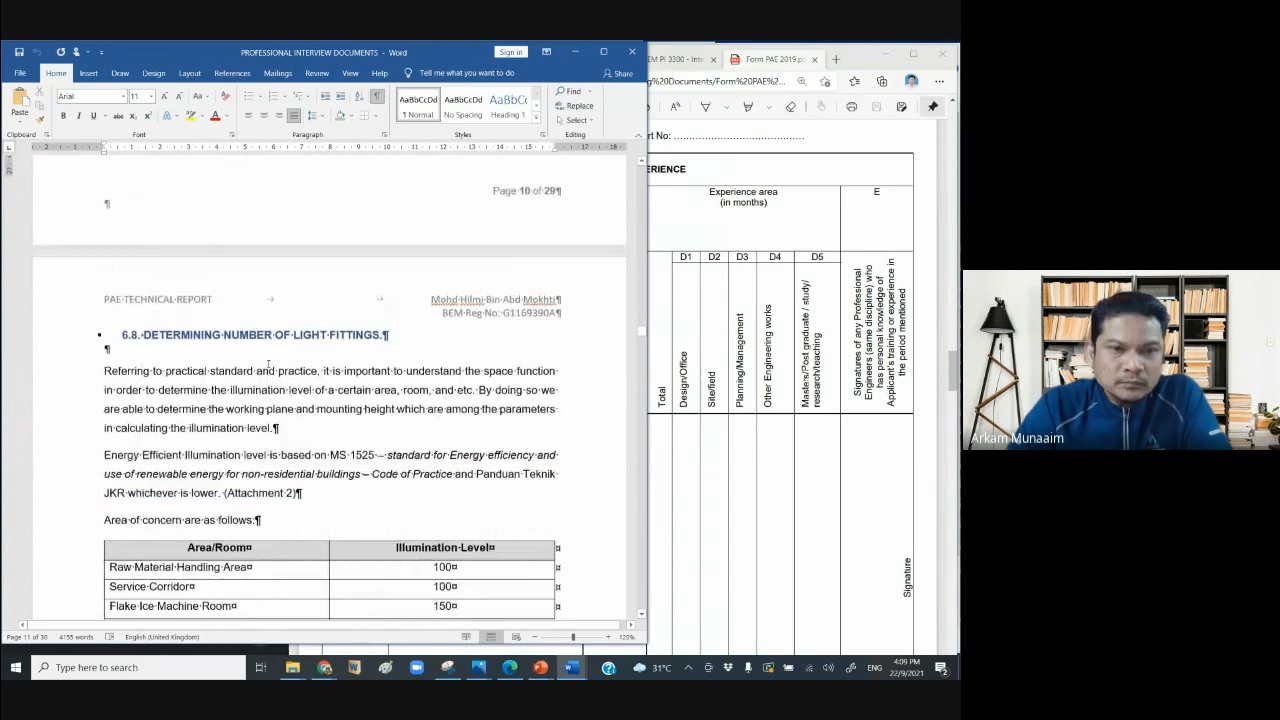 PROFESSIONAL INTERVIEW DOCUMENTS - Word
Sign in
File Home Insert Draw Design Layout References Mailings Review View Help Tell me what you want to do Share
Paste
Arial 11
AaBbCcDd AaBbCcDd AaBbC
1 Normal No Spacing Heading 1
Find
Replace
Select
Clipboard Font Paragraph Styles Editing
Page 10 of 29¶
¶
PAE·TECHNICAL·REPORT → → Mohd·Hilmi·Bin·Abd·Mokhti¶
BEM·Reg·No:·G1169390A¶
6.8.·DETERMINING·NUMBER·OF·LIGHT·FITTINGS.¶
¶
Referring·to·practical·standard·and·practice,·it·is·important·to·understand·the·space·function·
in·order·to·determine·the·illumination·level·of·a·certain·area,·room,·and·etc.·By·doing·so·we·
are·able·to·determine·the·working·plane·and·mounting·height·which·are·among·the·parameters·
in·calculating·the·illumination·level.¶
Energy·Efficient·Illumination·level·is·based·on·MS·1525·–·standard·for·Energy·efficiency·and·
use·of·renewable·energy·for·non-residential·buildings·–·Code·of·Practice·and·Panduan·Teknik·
JKR·whichever·is·lower.·(Attachment·2)¶
Area·of·concern·are·as·follows:¶
Area/Room¤ Illumination·Level¤ ¤
Raw·Material·Handling·Area¤ 100¤ ¤
Service·Corridor¤ 100¤ ¤
Flake·Ice·Machine·Room¤ 150¤ ¤
Page 11 of 30 4155 words English (United Kingdom) 120%
EM PI 3300 - Inte
Form PAE 2019.pd
g%20Documents/Form%20PAE%2...
rt No: ..........................................
ERIENCE
Experience area
(in months)
E
D1 D2 D3 D4 D5
Total
Design/Office
Site/field
Planning/Management
Other Engineering works
Masters/Post graduate / study/
research/teaching
Signatures of any Professional
Engineers (same discipline) who
has personal knowledge of
Applicant's training or experience in
the period mentioned
Signature
Arkam Munaaim
Type here to search
31°C
ENG
4:09 PM
22/9/2021
2